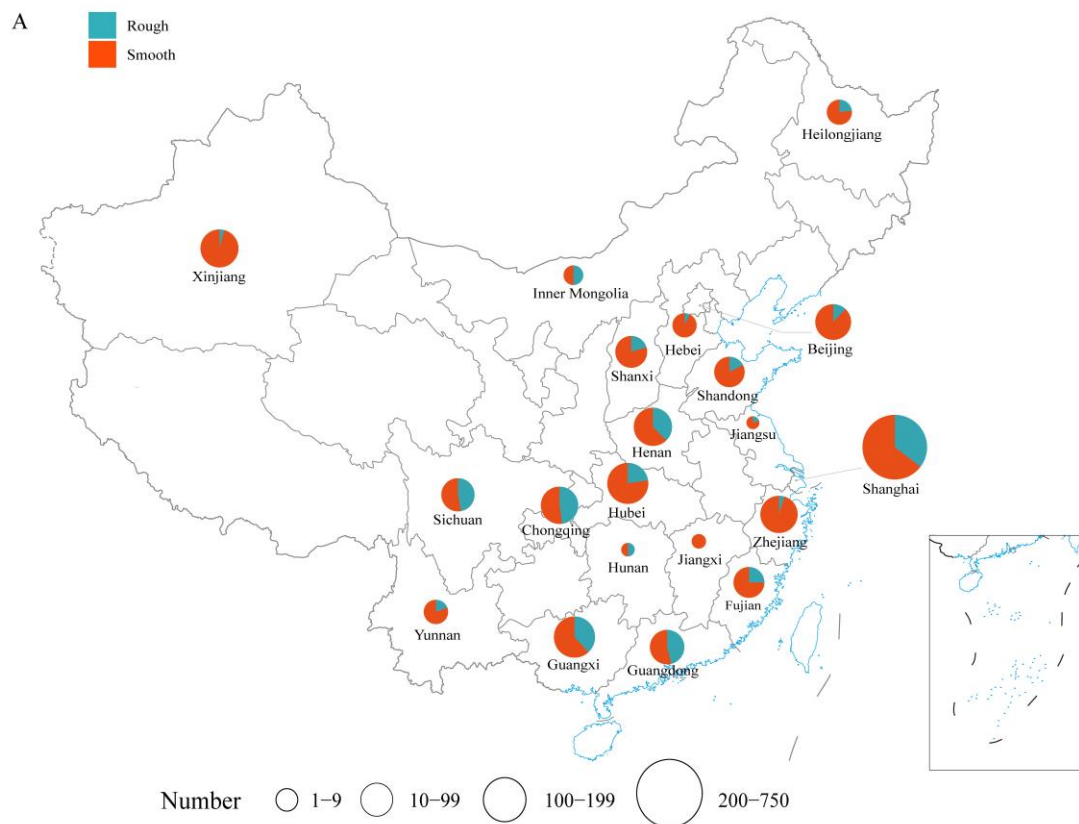 A
Rough
Smooth
Heilongjiang
Xinjiang
Inner Mongolia
Beijing
Hebei
Shanxi
Shandong
Jiangsu
Henan
Shanghai
Sichuan
Chongqing
Hubei
Zhejiang
Hunan
Jiangxi
Fujian
Yunnan
Guangxi
Guangdong
Number 1−9 10−99 100−199 200−750